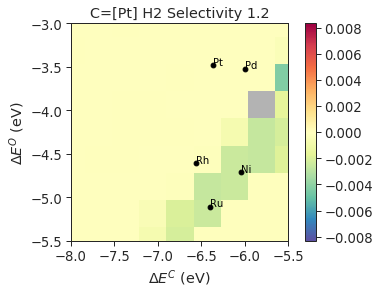 C=[Pt] H2 Selectivity 1.2
−3.0
−3.5
−4.0
−4.5
−5.0
−5.5
ΔE^O (eV)
Pt
Pd
Rh
Ni
Ru
−8.0 −7.5 −7.0 −6.5 −6.0 −5.5
ΔE^C (eV)
0.008
0.006
0.004
0.002
0.000
−0.002
−0.004
−0.006
−0.008